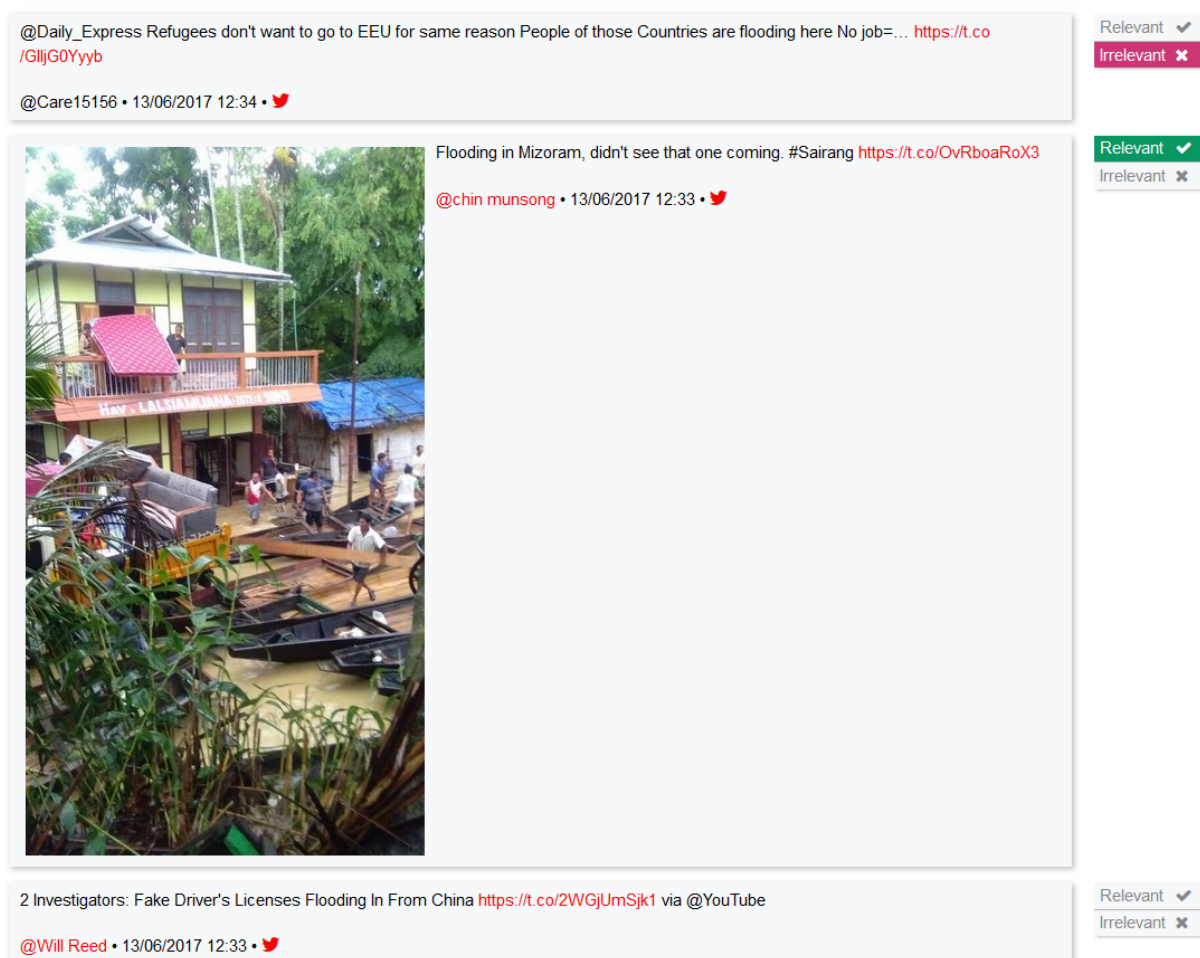 @Daily_Express Refugees don't want to go to EEU for same reason People of those Countries are flooding here No job=… https://t.co
/GlljG0Yyyb
Relevant
Irrelevant
@Care15156 • 13/06/2017 12:34 •
Flooding in Mizoram, didn't see that one coming. #Sairang https://t.co/OvRboaRoX3
Relevant
Irrelevant
@chin munsong • 13/06/2017 12:33 •
Hav. LALSIAMLIANA
SONS
2 Investigators: Fake Driver's Licenses Flooding In From China https://t.co/2WGjUmSjk1 via @YouTube
Relevant
Irrelevant
@Will Reed • 13/06/2017 12:33 •